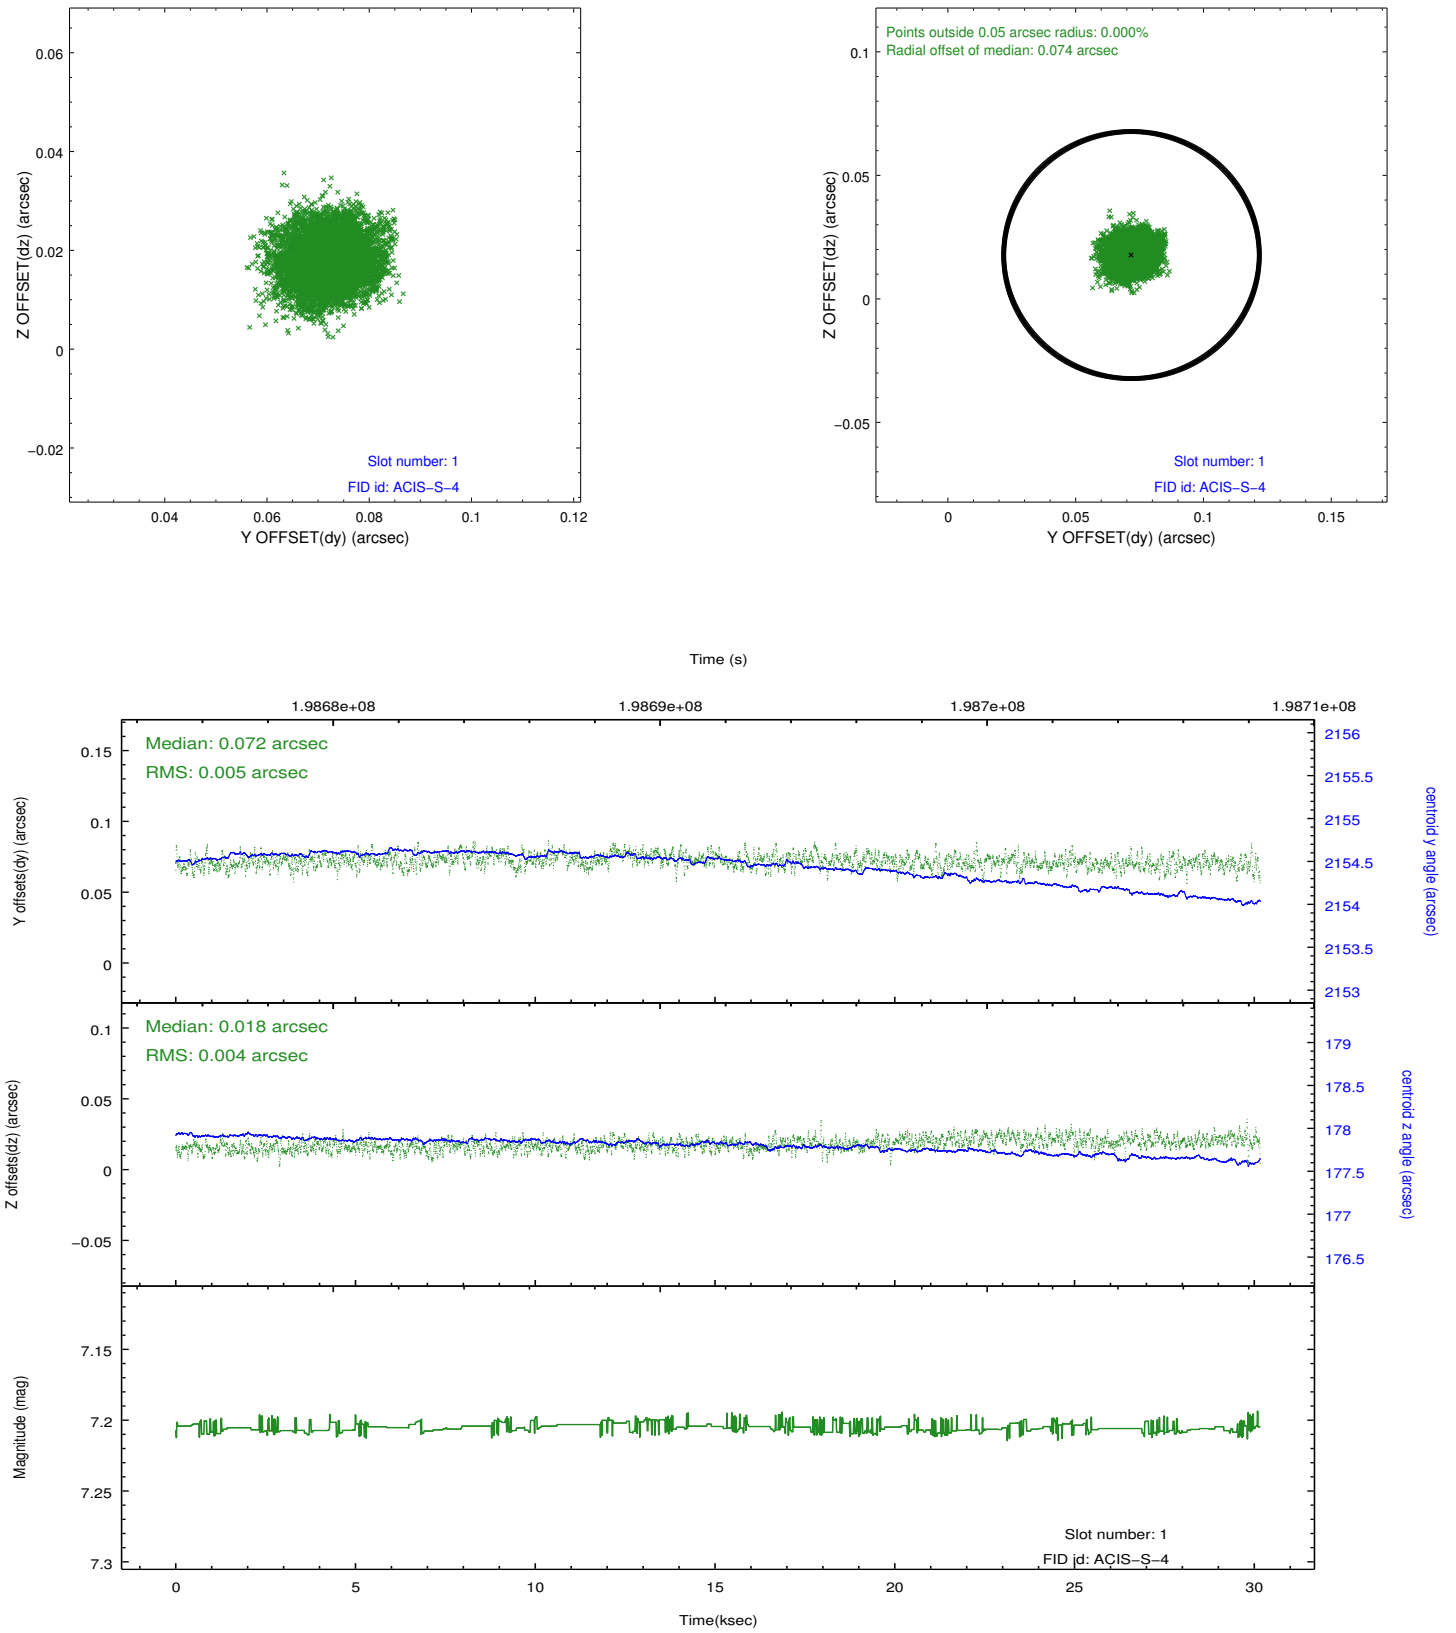 0.06
0.04
0.02
0
−0.02
Z OFFSET(dz) (arcsec)
Slot number: 1
FID id: ACIS−S−4
0.04 0.06 0.08 0.1 0.12
Y OFFSET(dy) (arcsec)
Points outside 0.05 arcsec radius: 0.000%
Radial offset of median: 0.074 arcsec
0.1
0.05
0
−0.05
Z OFFSET(dz) (arcsec)
Slot number: 1
FID id: ACIS−S−4
0 0.05 0.1 0.15
Y OFFSET(dy) (arcsec)
Time (s)
1.9868e+08 1.9869e+08 1.987e+08 1.9871e+08
Median: 0.072 arcsec
RMS: 0.005 arcsec
0.15
0.1
0.05
0
Y offsets(dy) (arcsec)
2156
2155.5
2155
2154.5
2154
2153.5
2153
centroid y angle (arcsec)
Median: 0.018 arcsec
RMS: 0.004 arcsec
0.1
0.05
0
−0.05
Z offsets(dz) (arcsec)
179
178.5
178
177.5
177
176.5
centroid z angle (arcsec)
7.15
7.2
7.25
7.3
Magnitude (mag)
Slot number: 1
FID id: ACIS−S−4
0 5 10 15 20 25 30
Time(ksec)